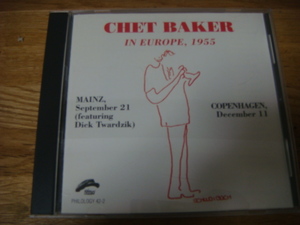 CHET BAKER
IN EUROPE, 1955
MAINZ,
September 21
(featuring
Dick Twardzik)
COPENHAGEN,
December 11